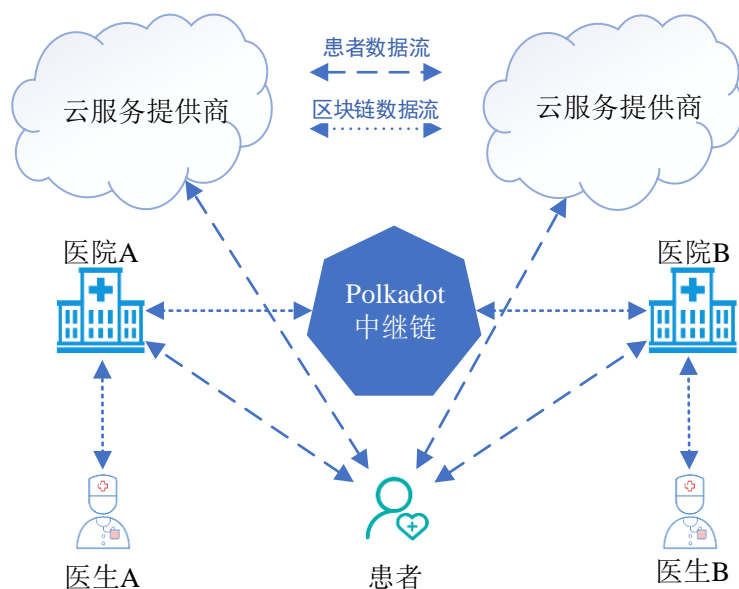 患者数据流
云服务提供商
云服务提供商
区块链数据流
医院A
医院B
Polkadot
中继链
医生A
患者
医生B